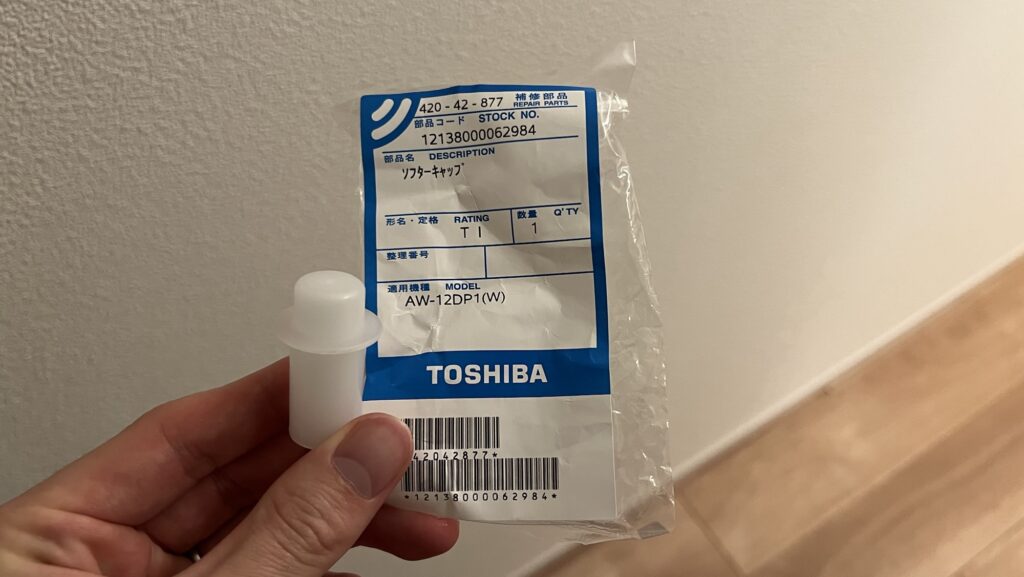 420-42-877 補修部品
REPAIR PARTS
部品コード STOCK NO.
12138000062984
部品名 DESCRIPTION
ソフターキャップ
形名・定格 RATING 数量 Q'TY
T I 1
整理番号
適用機種 MODEL
AW-12DP1(W)
TOSHIBA
42042877*
*12138000062984*